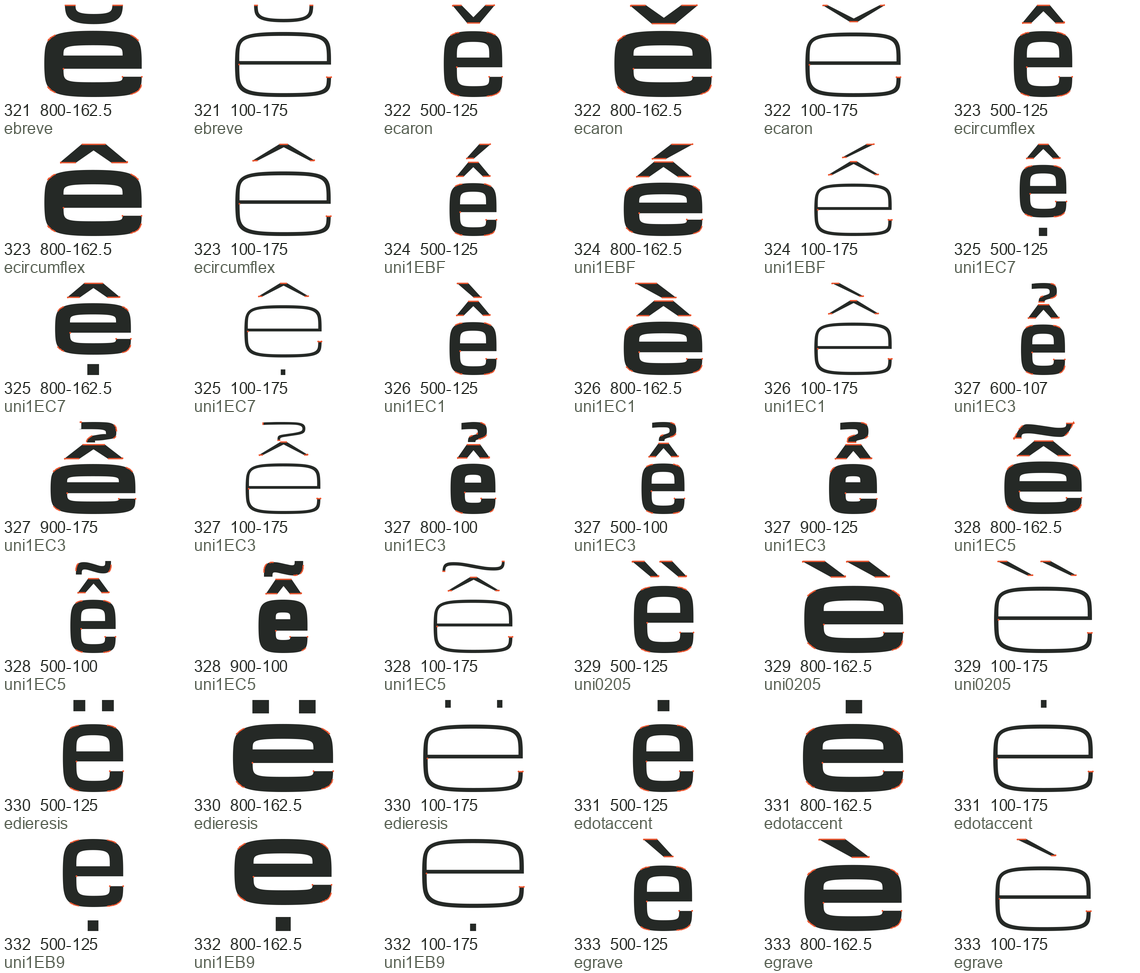 ĕ ĕ ě ě ě ê
321 800-162.5 321 100-175 322 500-125 322 800-162.5 322 100-175 323 500-125
ebreve ebreve ecaron ecaron ecaron ecircumflex
ê ê ế ế ế ệ
323 800-162.5 323 100-175 324 500-125 324 800-162.5 324 100-175 325 500-125
ecircumflex ecircumflex uni1EBF uni1EBF uni1EBF uni1EC7
ệ ệ ề ề ề ể
325 800-162.5 325 100-175 326 500-125 326 800-162.5 326 100-175 327 600-107
uni1EC7 uni1EC7 uni1EC1 uni1EC1 uni1EC1 uni1EC3
ể ể ể ể ể ễ
327 900-175 327 100-175 327 800-100 327 500-100 327 900-125 328 800-162.5
uni1EC3 uni1EC3 uni1EC3 uni1EC3 uni1EC3 uni1EC5
ễ ễ ễ ȅ ȅ ȅ
328 500-100 328 900-100 328 100-175 329 500-125 329 800-162.5 329 100-175
uni1EC5 uni1EC5 uni1EC5 uni0205 uni0205 uni0205
ë ë ë ė ė ė
330 500-125 330 800-162.5 330 100-175 331 500-125 331 800-162.5 331 100-175
edieresis edieresis edieresis edotaccent edotaccent edotaccent
ẹ ẹ ẹ è è è
332 500-125 332 800-162.5 332 100-175 333 500-125 333 800-162.5 333 100-175
uni1EB9 uni1EB9 uni1EB9 egrave egrave egrave